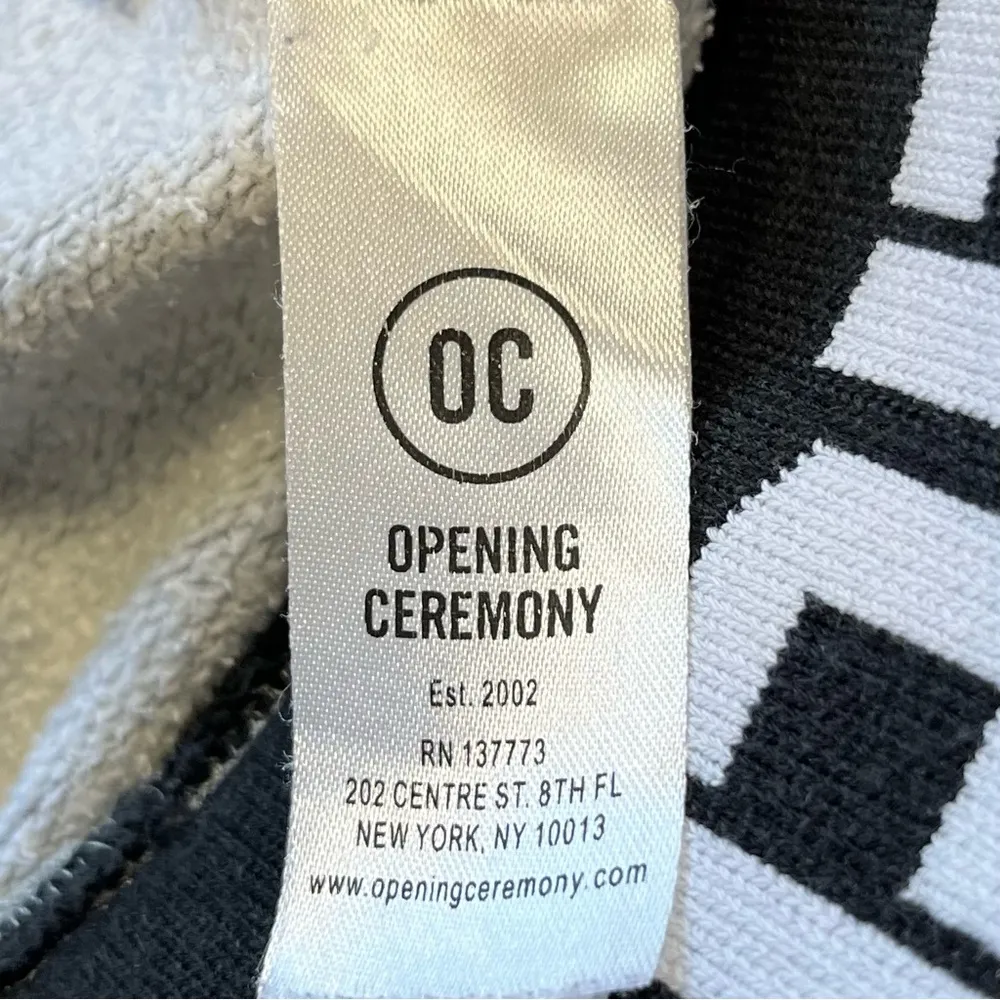 OC
OPENING
CEREMONY
Est. 2002
RN 137773
202 CENTRE ST. 8TH FL
NEW YORK, NY 10013
www.openingceremony.com